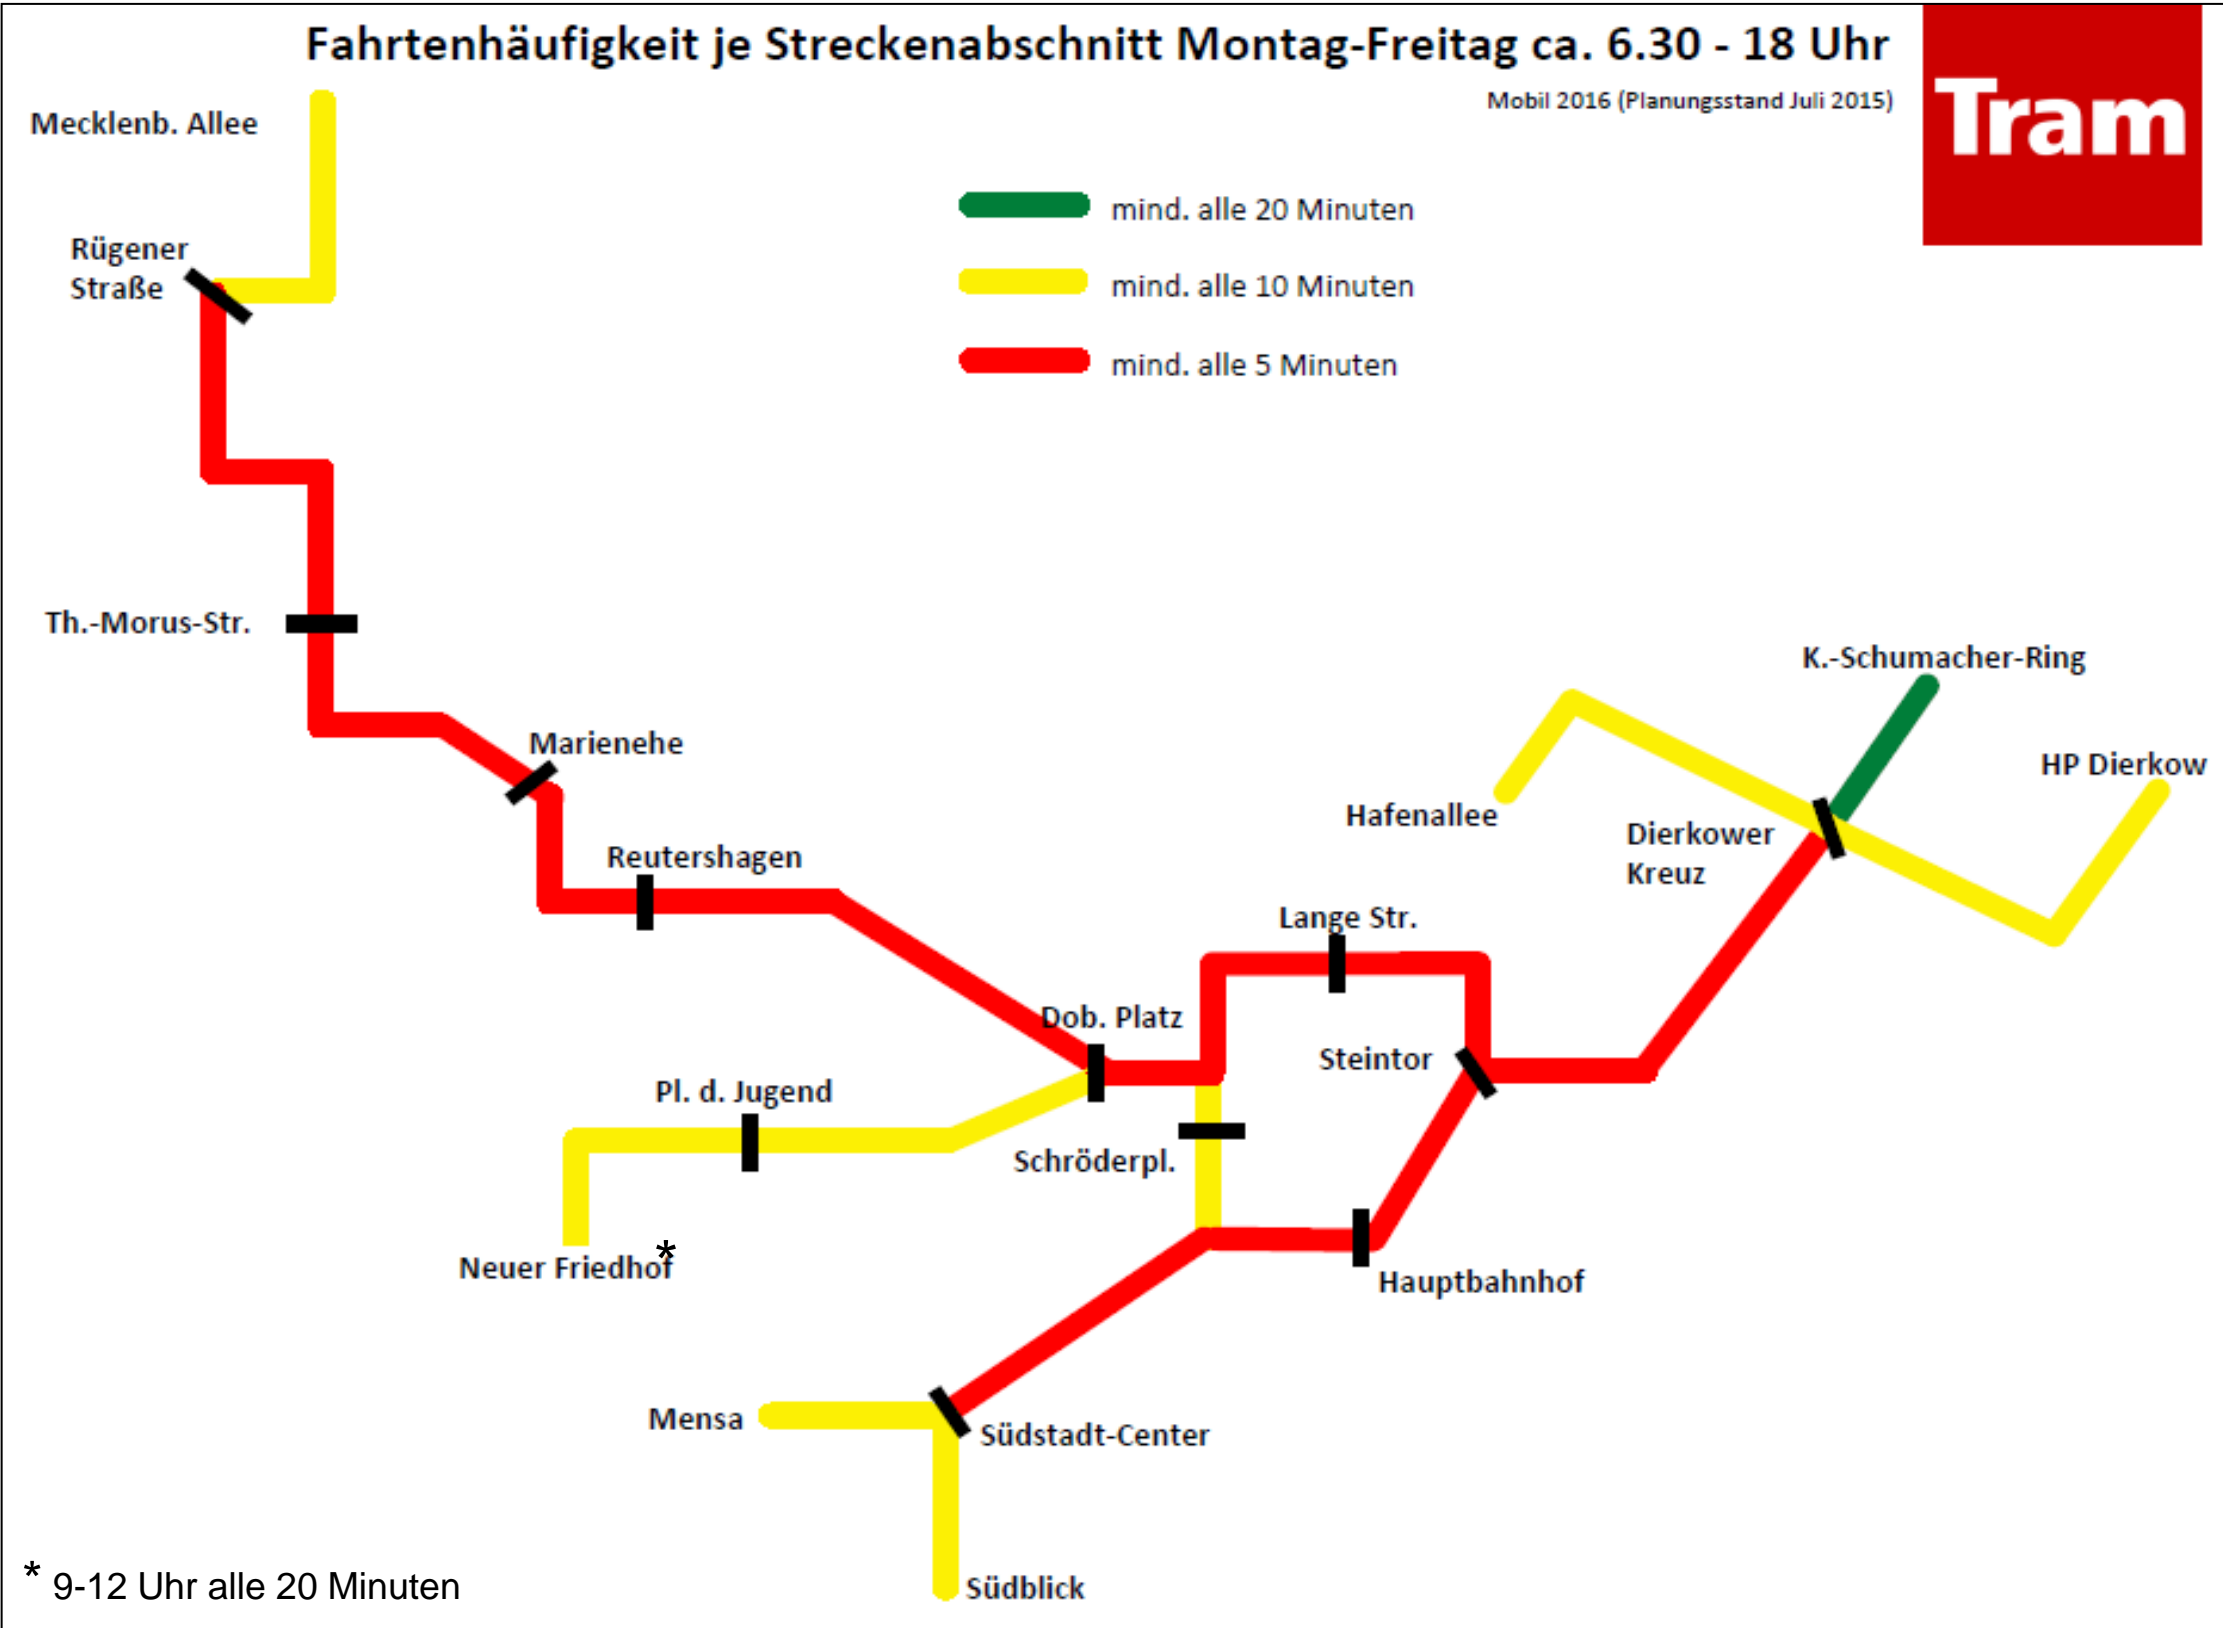 Fahrtenhäufigkeit je Streckenabschnitt Montag-Freitag ca. 6.30 - 18 Uhr
Mobil 2016 (Planungsstand Juli 2015)
Tram
Mecklenb. Allee
mind. alle 20 Minuten
Rügener
Straße
mind. alle 10 Minuten
mind. alle 5 Minuten
Th.-Morus-Str.
K.-Schumacher-Ring
Marienehe
HP Dierkow
Hafenallee
Dierkower
Kreuz
Reutershagen
Lange Str.
Dob. Platz
Steintor
Pl. d. Jugend
Schröderpl.
Neuer Friedhof*
Hauptbahnhof
Mensa
Südstadt-Center
Südblick
* 9-12 Uhr alle 20 Minuten